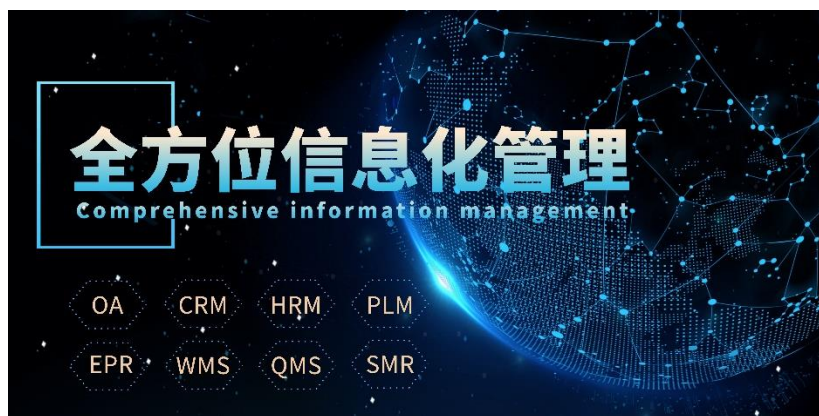 全方位信息化管理
Comprehensive information management
OA CRM HRM PLM
EPR WMS QMS SMR